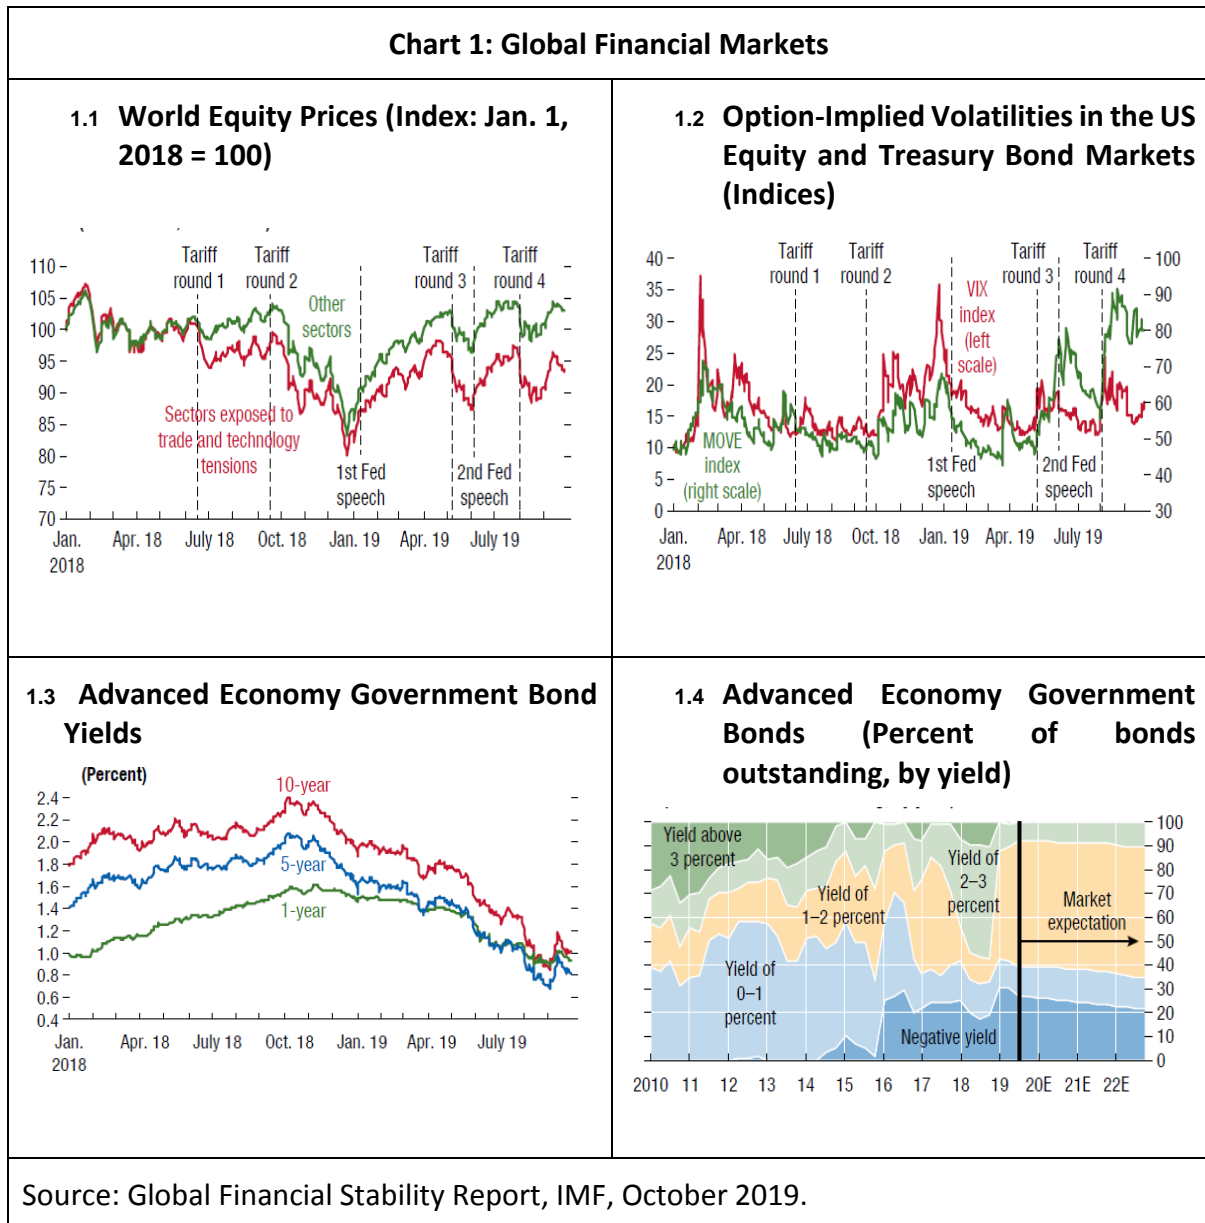 Chart 1: Global Financial Markets
1.1 World Equity Prices (Index: Jan. 1,
2018 = 100)
110
105
100
95
90
85
80
75
70
Tariff
round 1
Tariff
round 2
Tariff
round 3
Tariff
round 4
Other
sectors
Sectors exposed to
trade and technology
tensions
1st Fed
speech
2nd Fed
speech
Jan.
2018
Apr. 18
July 18
Oct. 18
Jan. 19
Apr. 19
July 19
1.2 Option-Implied Volatilities in the US
Equity and Treasury Bond Markets
(Indices)
40
35
30
25
20
15
10
5
0
Tariff
round 1
Tariff
round 2
Tariff
round 3
Tariff
round 4
VIX
index
(left
scale)
MOVE
index
(right scale)
1st Fed
speech
2nd Fed
speech
100
90
80
70
60
50
40
30
Jan.
2018
Apr. 18
July 18
Oct. 18
Jan. 19
Apr. 19
July 19
1.3 Advanced Economy Government Bond
Yields
(Percent)
2.4
2.2
2.0
1.8
1.6
1.4
1.2
1.0
0.8
0.6
0.4
10-year
5-year
1-year
Jan.
2018
Apr. 18
July 18
Oct. 18
Jan. 19
Apr. 19
July 19
1.4 Advanced Economy Government
Bonds (Percent of bonds
outstanding, by yield)
Yield above
3 percent
Yield of
2–3
percent
Yield of
1–2 percent
Market
expectation
Yield of
0–1
percent
Negative yield
100
90
80
70
60
50
40
30
20
10
0
2010 11 12 13 14 15 16 17 18 19 20E 21E 22E
Source: Global Financial Stability Report, IMF, October 2019.